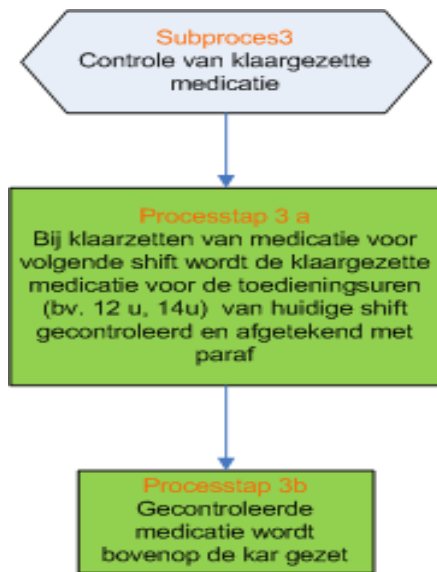 Subproces3
Controle van klaargezette
medicatie
Processtap 3 a
Bij klaarzetten van medicatie voor
volgende shift wordt de klaargezette
medicatie voor de toedieningsuren
(bv. 12 u, 14u) van huidige shift
gecontroleerd en afgetekend met
paraf
Processtap 3b
Gecontroleerde
medicatie wordt
bovenop de kar gezet